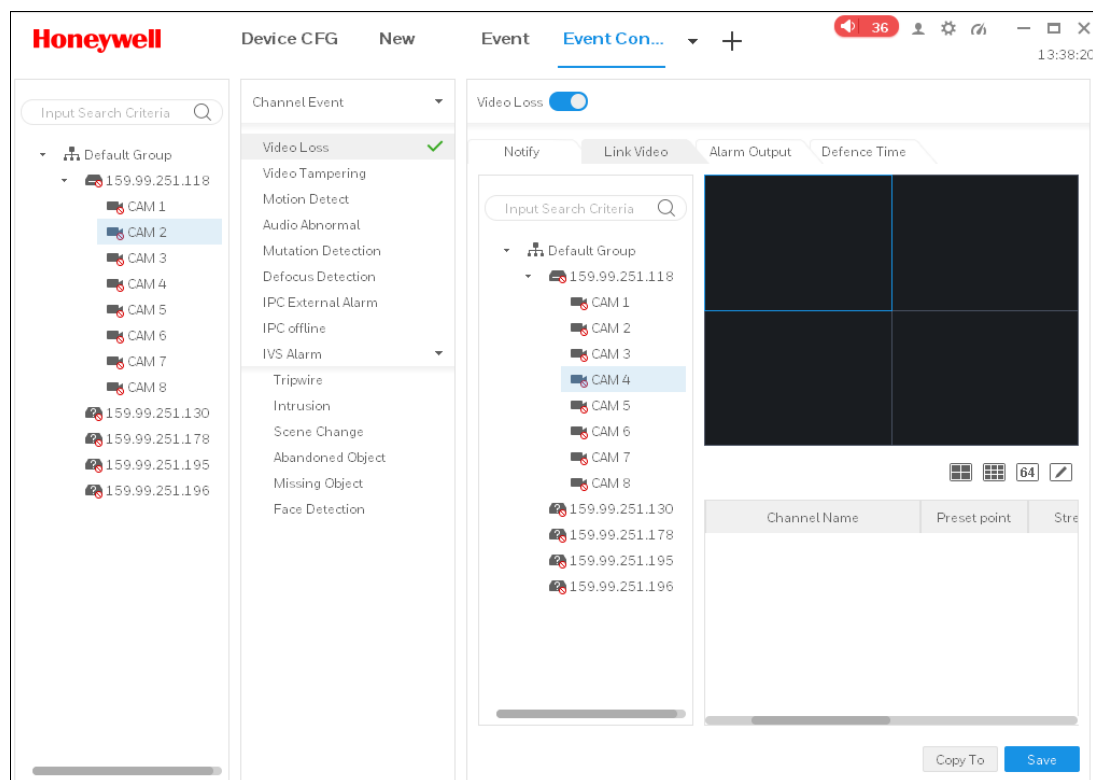 Honeywell
Device CFG New Event Event Con... 36
13:38:20
Input Search Criteria
Default Group
159.99.251.118
CAM 1
CAM 2
CAM 3
CAM 4
CAM 5
CAM 6
CAM 7
CAM 8
159.99.251.130
159.99.251.178
159.99.251.195
159.99.251.196
Channel Event
Video Loss
Video Tampering
Motion Detect
Audio Abnormal
Mutation Detection
Defocus Detection
IPC External Alarm
IPC offline
IVS Alarm
Tripwire
Intrusion
Scene Change
Abandoned Object
Missing Object
Face Detection
Video Loss
Notify Link Video Alarm Output Defence Time
Input Search Criteria
Default Group
159.99.251.118
CAM 1
CAM 2
CAM 3
CAM 4
CAM 5
CAM 6
CAM 7
CAM 8
159.99.251.130
159.99.251.178
159.99.251.195
159.99.251.196
64
Channel Name Preset point Stre
Copy To Save